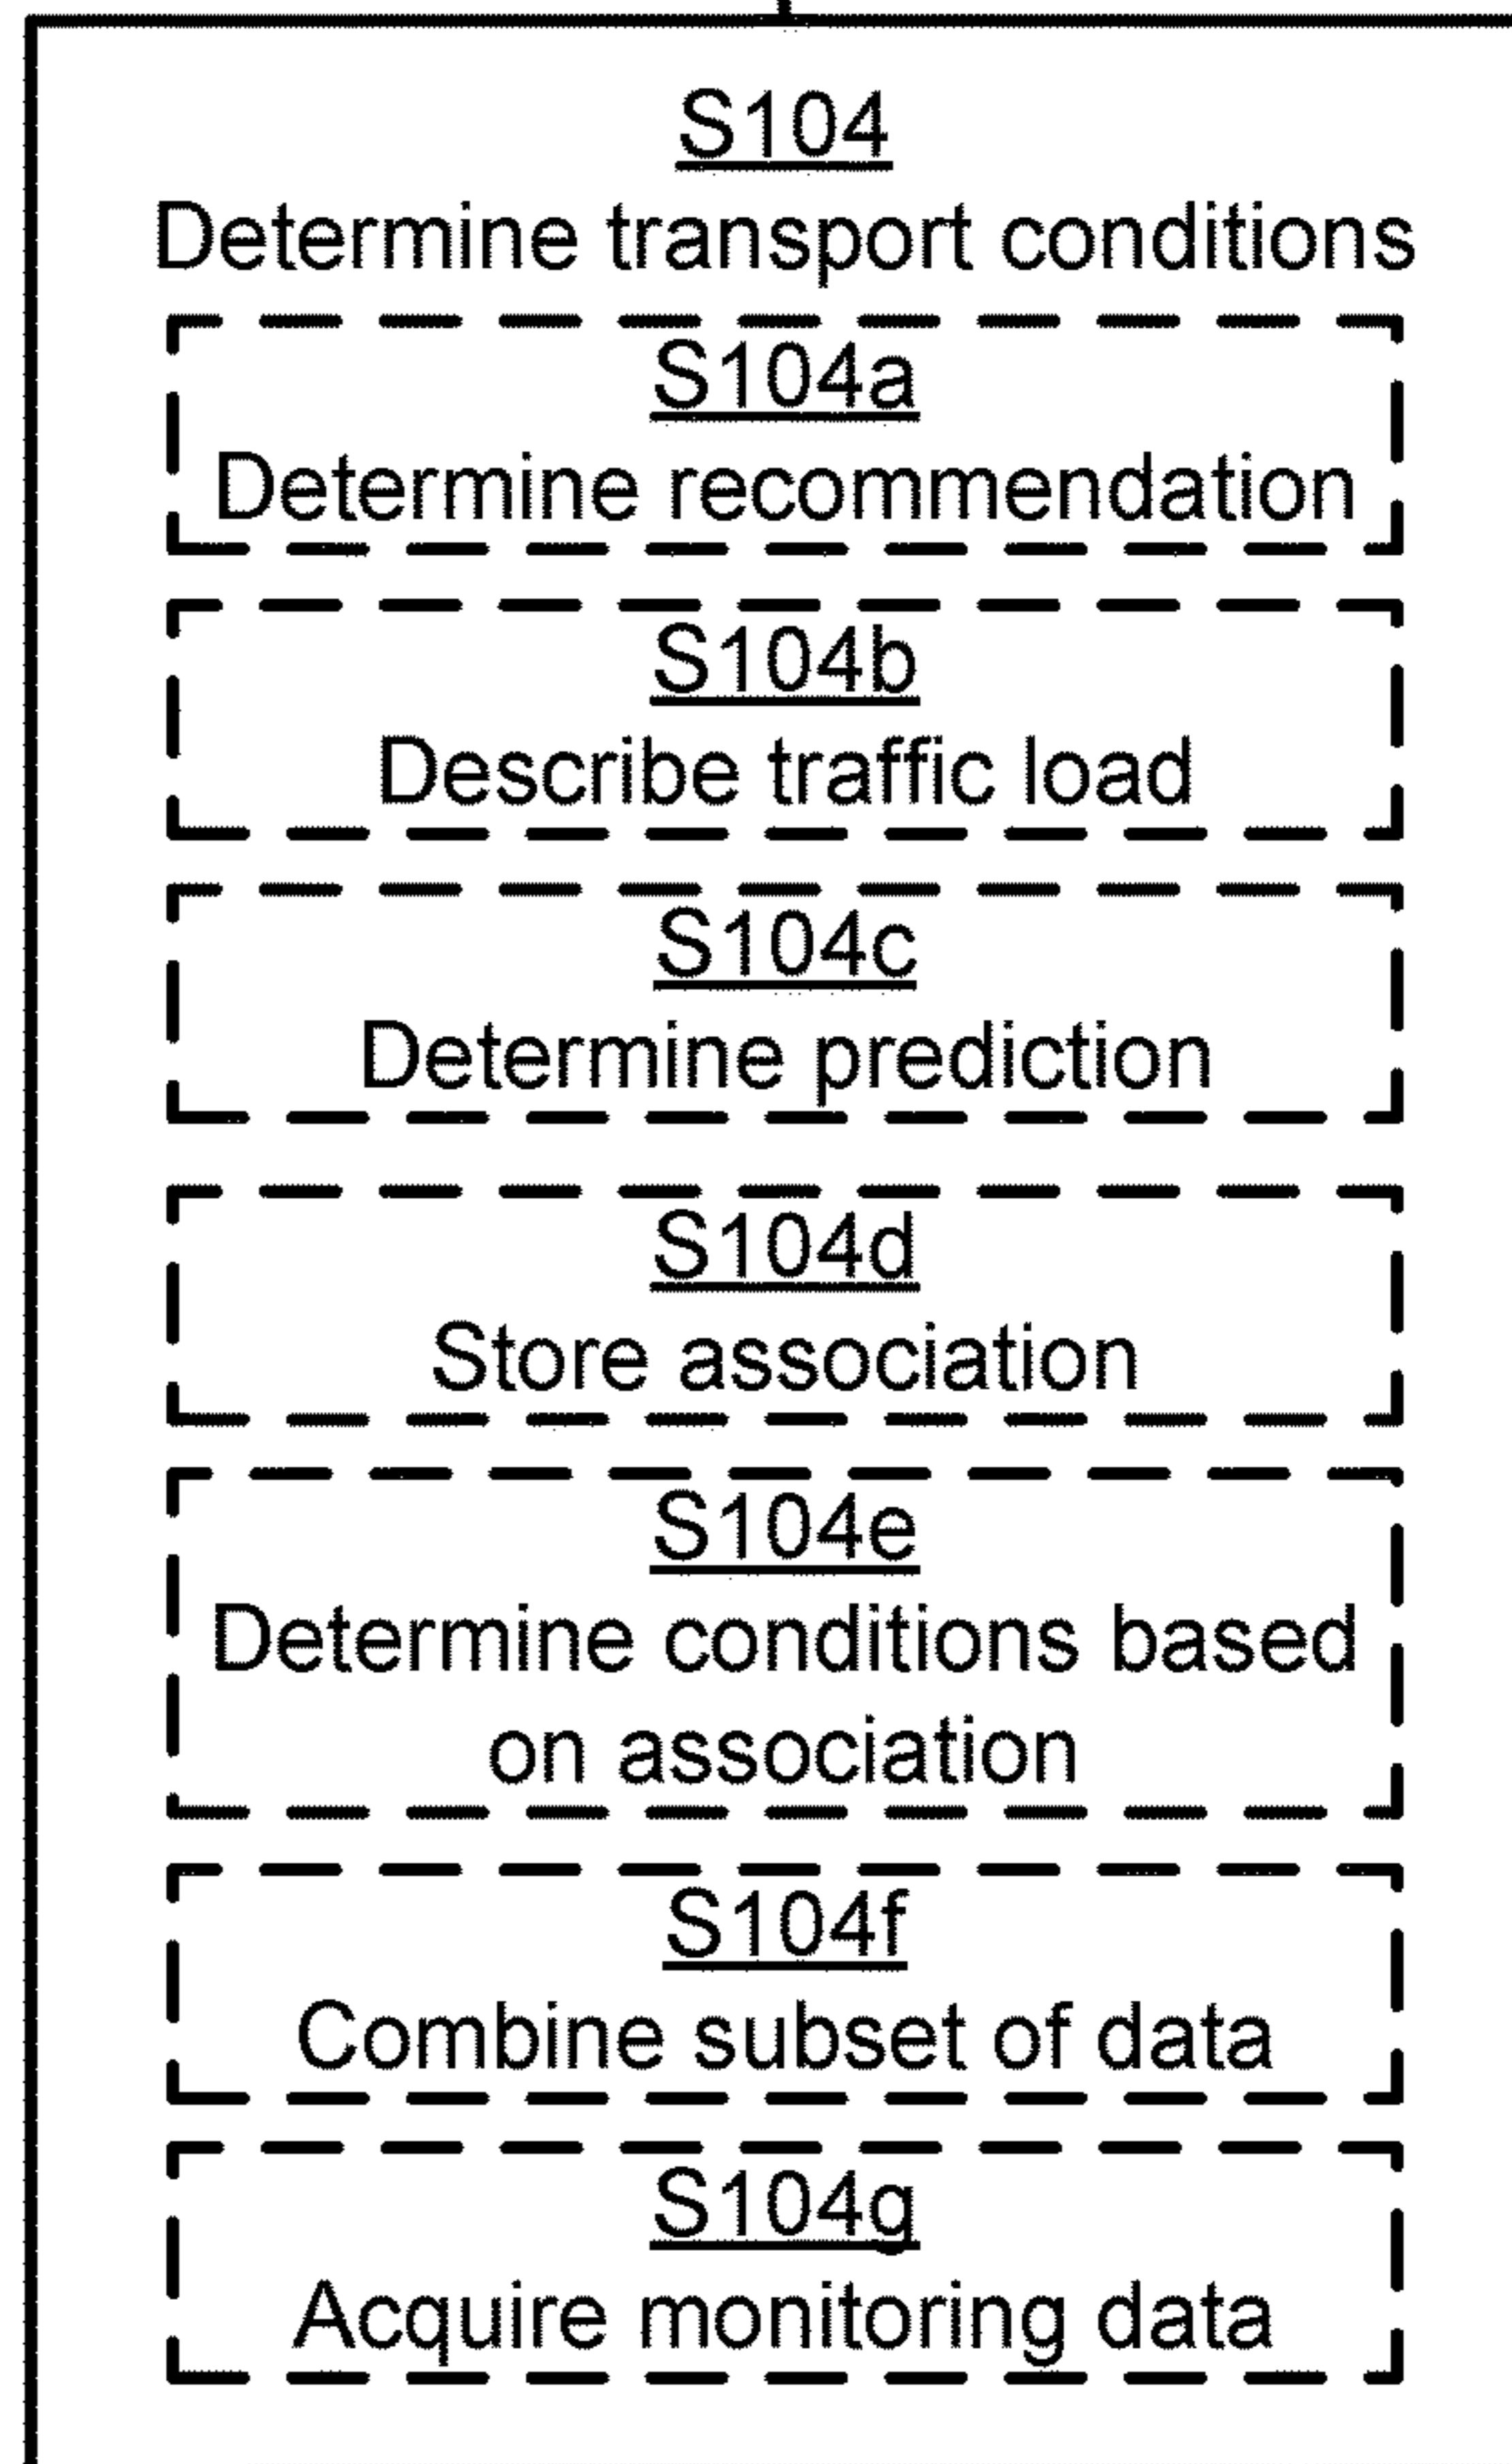 S104
Determine transport conditions
S104a
Determine recommendation
S104b
Describe traffic load
S104c
Determine prediction
S104d
Store association
S104e
Determine conditions based
on association
S104f
Combine subset of data
S104g
Acquire monitoring data